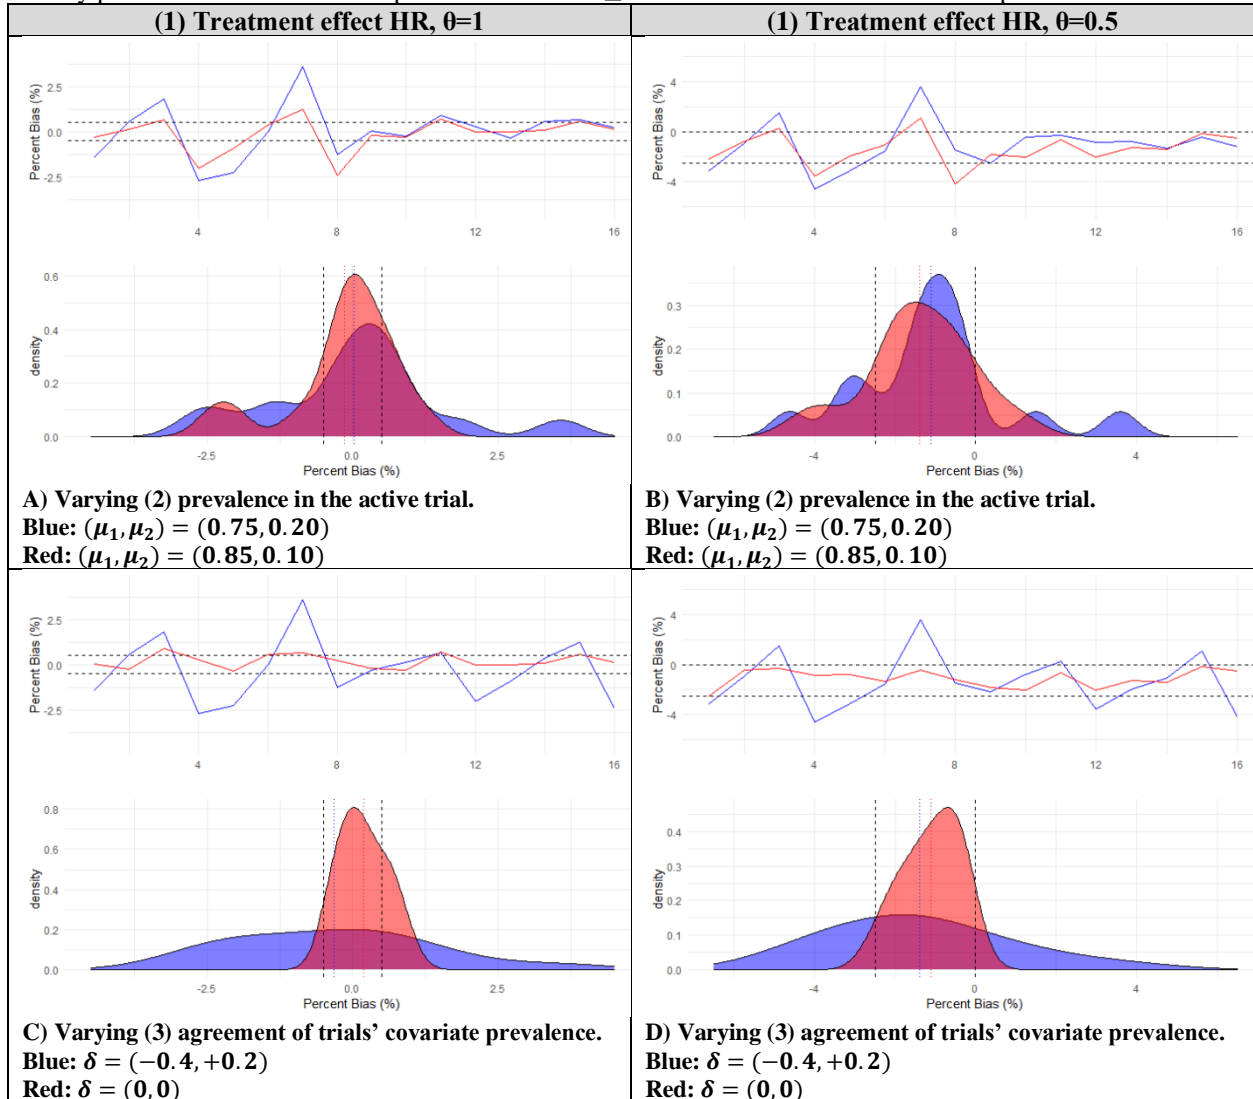 (1) Treatment effect HR, θ=1
(1) Treatment effect HR, θ=0.5
Percent Bias (%)
2.5
0.0
-2.5
4
8
12
16
density
0.6
0.4
0.2
0.0
-2.5
0.0
2.5
Percent Bias (%)
A) Varying (2) prevalence in the active trial.
Blue: (μ₁, μ₂) = (0.75, 0.20)
Red: (μ₁, μ₂) = (0.85, 0.10)
Percent Bias (%)
4
0
-4
4
8
12
16
density
0.3
0.2
0.1
0.0
-4
0
4
Percent Bias (%)
B) Varying (2) prevalence in the active trial.
Blue: (μ₁, μ₂) = (0.75, 0.20)
Red: (μ₁, μ₂) = (0.85, 0.10)
Percent Bias (%)
2.5
0.0
-2.5
4
8
12
16
density
0.8
0.6
0.4
0.2
0.0
-2.5
0.0
2.5
Percent Bias (%)
C) Varying (3) agreement of trials’ covariate prevalence.
Blue: δ = (−0.4, +0.2)
Red: δ = (0, 0)
Percent Bias (%)
4
0
-4
4
8
12
16
density
0.4
0.3
0.2
0.1
0.0
-4
0
4
Percent Bias (%)
D) Varying (3) agreement of trials’ covariate prevalence.
Blue: δ = (−0.4, +0.2)
Red: δ = (0, 0)